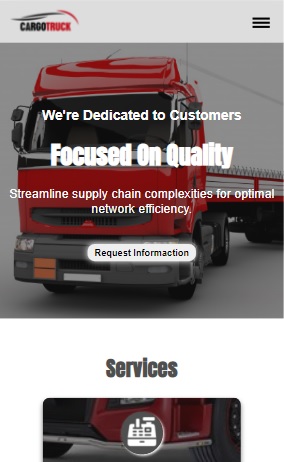 CARGOTRUCK
We're Dedicated to Customers
Focused On Quality
Streamline supply chain complexities for optimal
network efficiency.
Request Informaction
Services